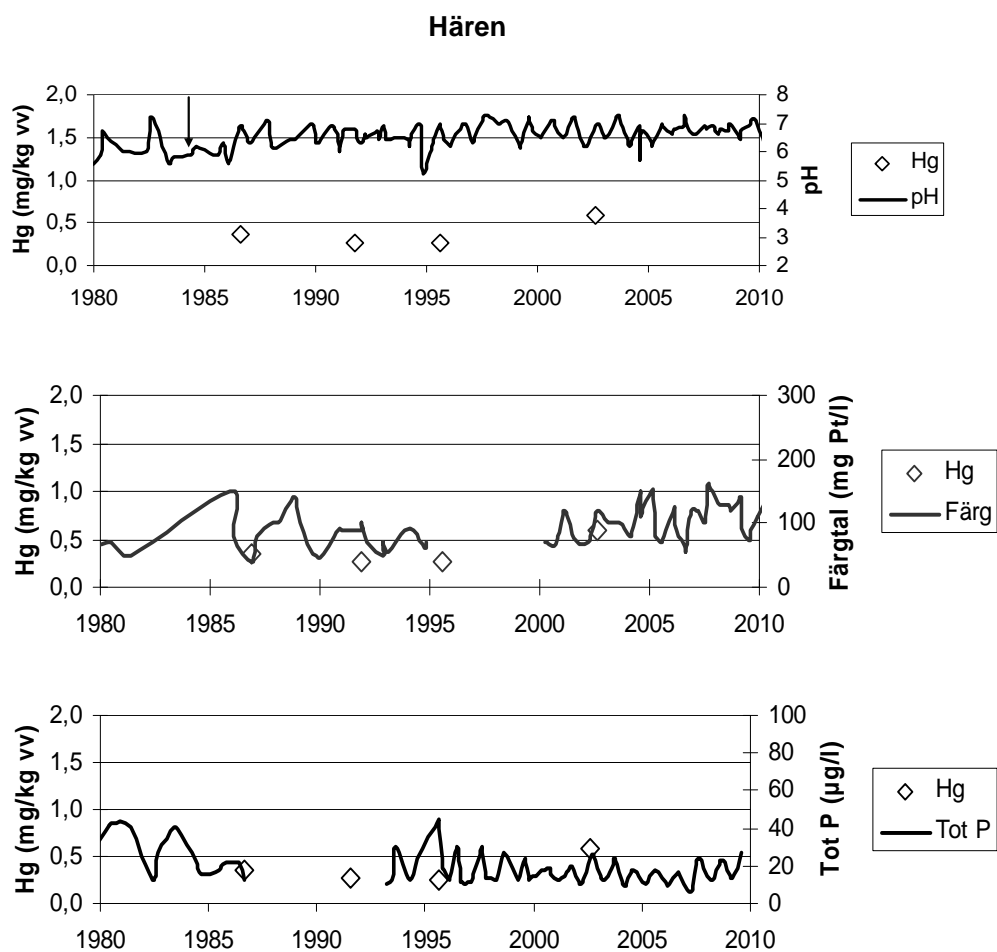 Hären
2,0
1,5
1,0
0,5
0,0
Hg (mg/kg vv)
8
7
6
5
4
3
2
pH
1980 1985 1990 1995 2000 2005 2010
Hg
pH
2,0
1,5
1,0
0,5
0,0
Hg (mg/kg vv)
300
200
100
0
Färgtal (mg Pt/l)
1980 1985 1990 1995 2000 2005 2010
Hg
Färg
2,0
1,5
1,0
0,5
0,0
Hg (mg/kg vv)
100
80
60
40
20
0
Tot P (µg/l)
1980 1985 1990 1995 2000 2005 2010
Hg
Tot P